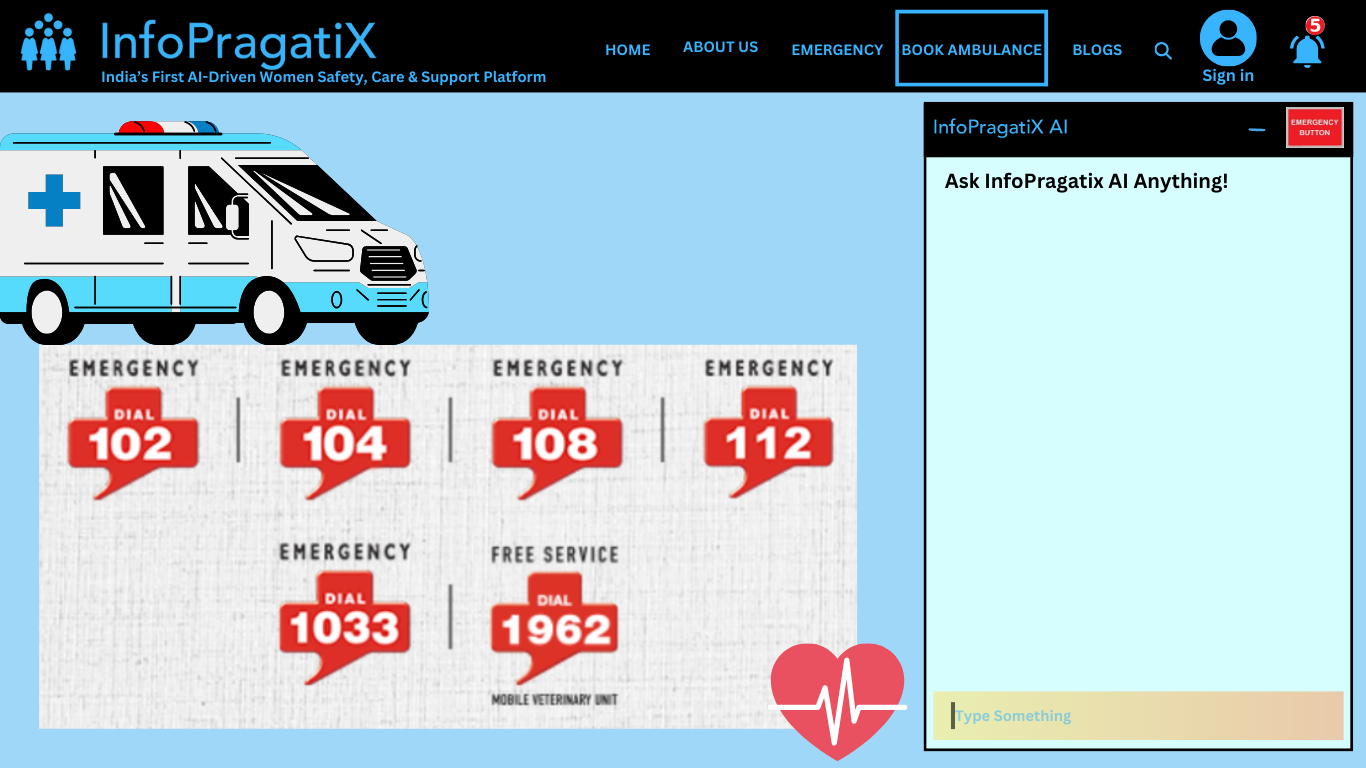 InfoPragatiX
India's First AI-Driven Women Safety, Care & Support Platform
HOME
ABOUT US
EMERGENCY
BOOK AMBULANCE
BLOGS
Sign in
5
InfoPragatiX AI
EMERGENCY
BUTTON
Ask InfoPragatix AI Anything!
EMERGENCY
DIAL
102
EMERGENCY
DIAL
104
EMERGENCY
DIAL
108
EMERGENCY
DIAL
112
EMERGENCY
DIAL
1033
FREE SERVICE
DIAL
1962
MOBILE VETERINARY UNIT
Type Something